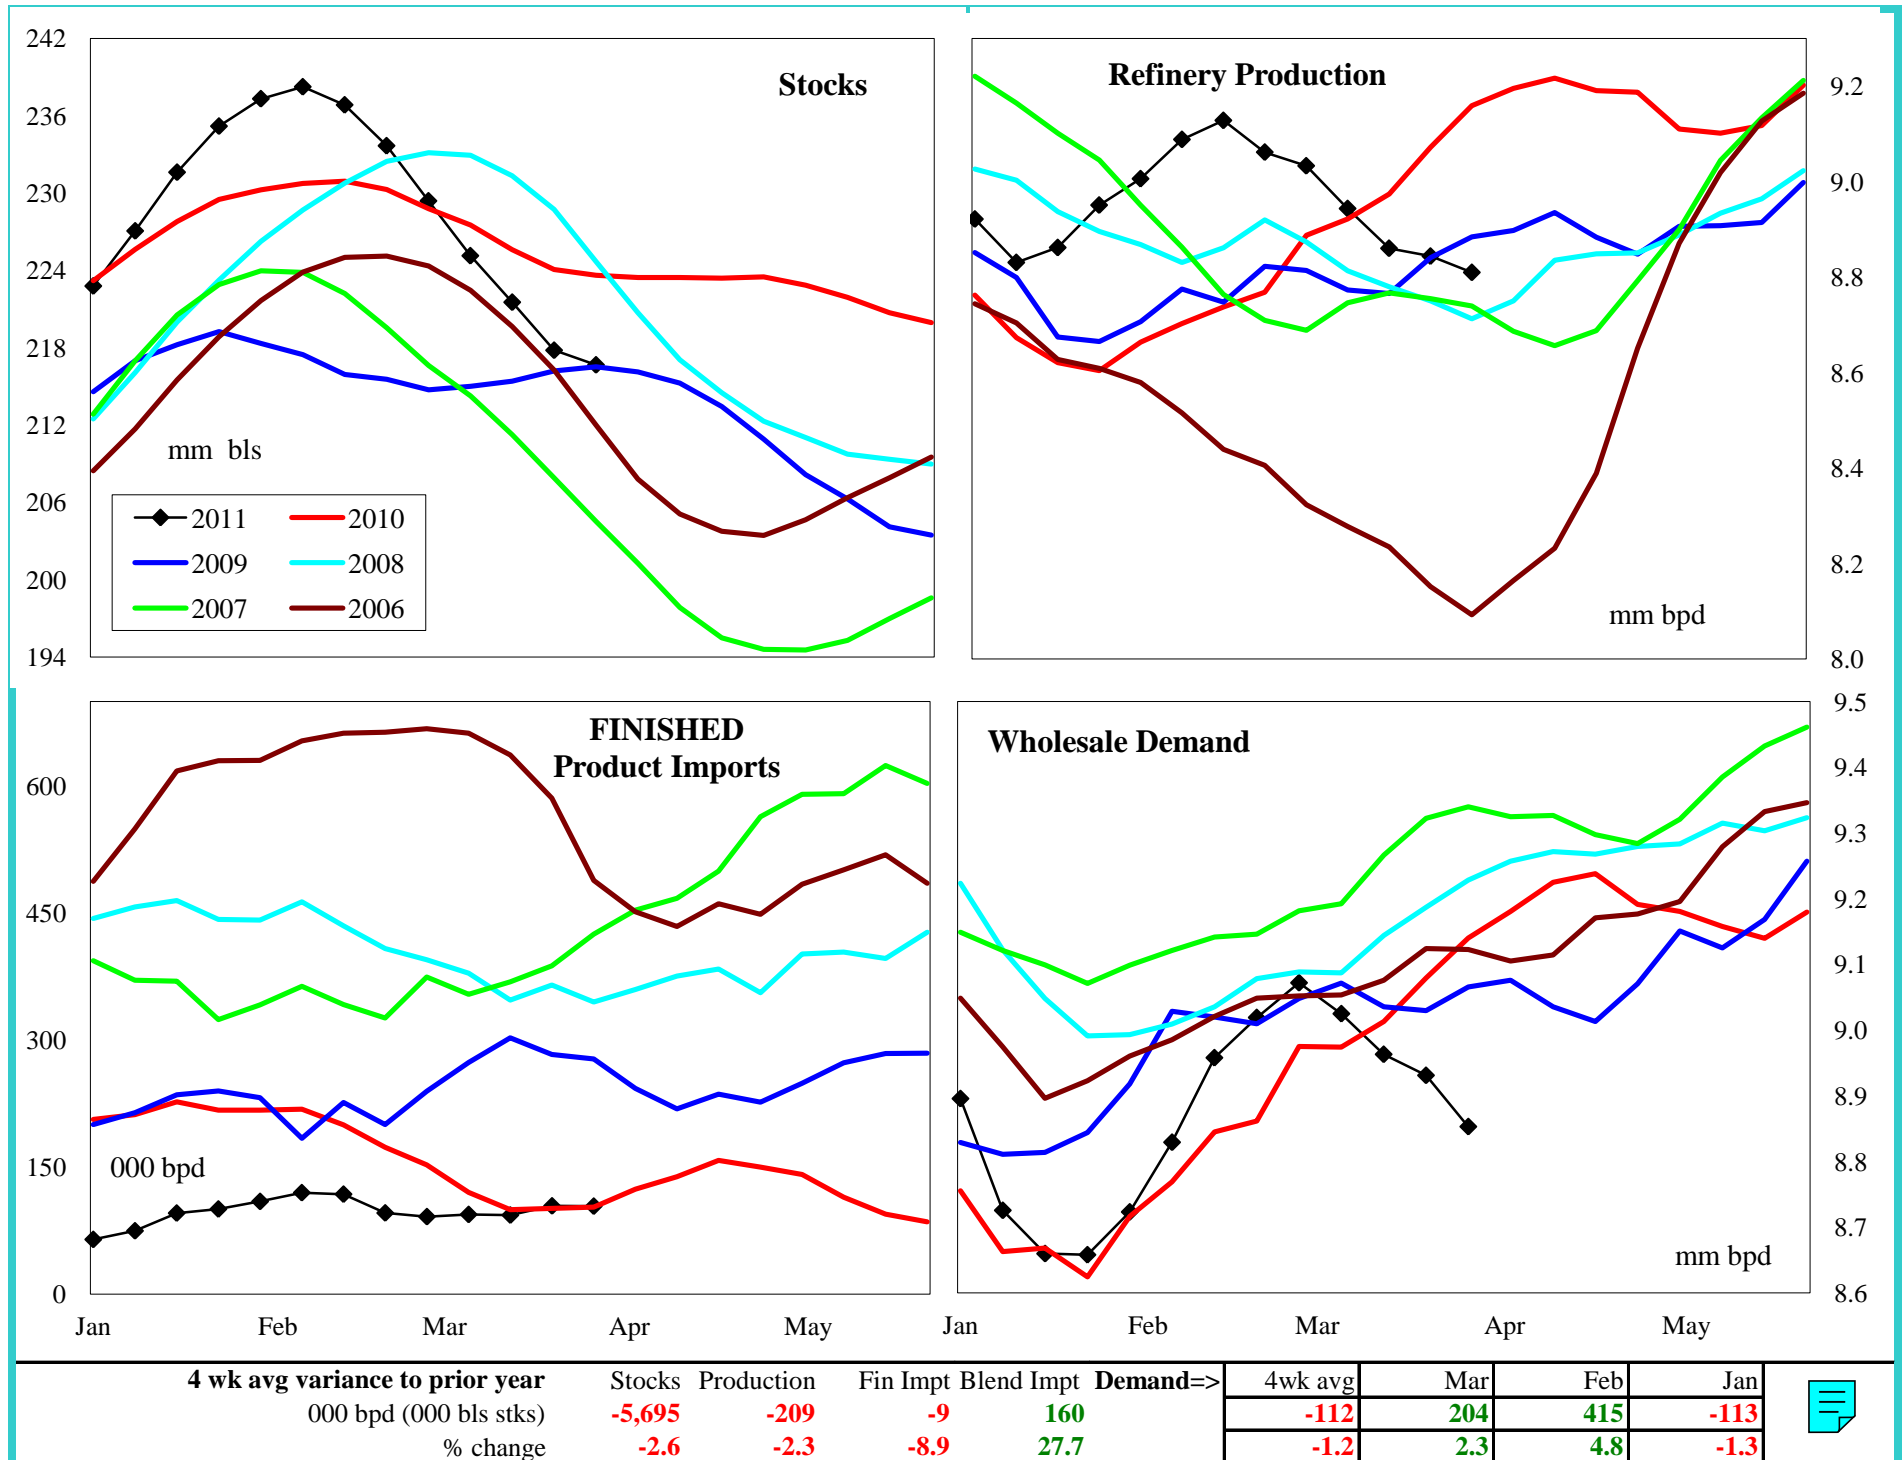 Stocks
242
236
230
224
218
212
206
200
194
mm bls
2011
2010
2009
2008
2007
2006
Refinery Production
9.2
9.0
8.8
8.6
8.4
8.2
8.0
mm bpd
FINISHED
Product Imports
600
450
300
150
0
000 bpd
Jan Feb Mar Apr May
Wholesale Demand
9.5
9.4
9.3
9.2
9.1
9.0
8.9
8.8
8.7
8.6
mm bpd
Jan Feb Mar Apr May
4 wk avg variance to prior year Stocks Production Fin Impt Blend Impt Demand=> 4wk avg Mar Feb Jan
000 bpd (000 bls stks) -5,695 -209 -9 160 -112 204 415 -113
% change -2.6 -2.3 -8.9 27.7 -1.2 2.3 4.8 -1.3